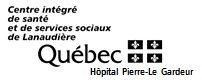 Centre intégré
de santé
et de services sociaux
de Lanaudière
Québec
Hôpital Pierre-Le Gardeur